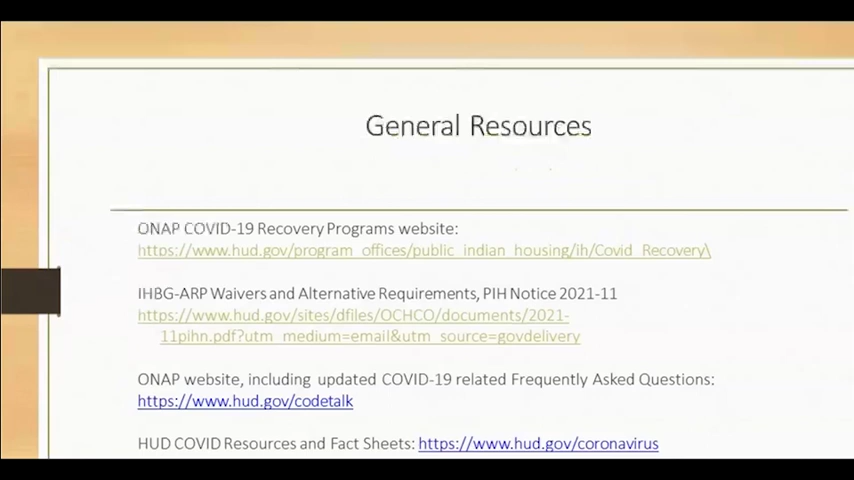 General Resources
ONAP COVID-19 Recovery Programs website:
https://www.hud.gov/program_offices/public_indian_housing/ih/Covid_Recovery\
IHBG-ARP Waivers and Alternative Requirements, PIH Notice 2021-11
https://www.hud.gov/sites/dfiles/OCHCO/documents/2021-
11pihn.pdf?utm_medium=email&utm_source=govdelivery
ONAP website, including updated COVID-19 related Frequently Asked Questions:
https://www.hud.gov/codetalk
HUD COVID Resources and Fact Sheets: https://www.hud.gov/coronavirus